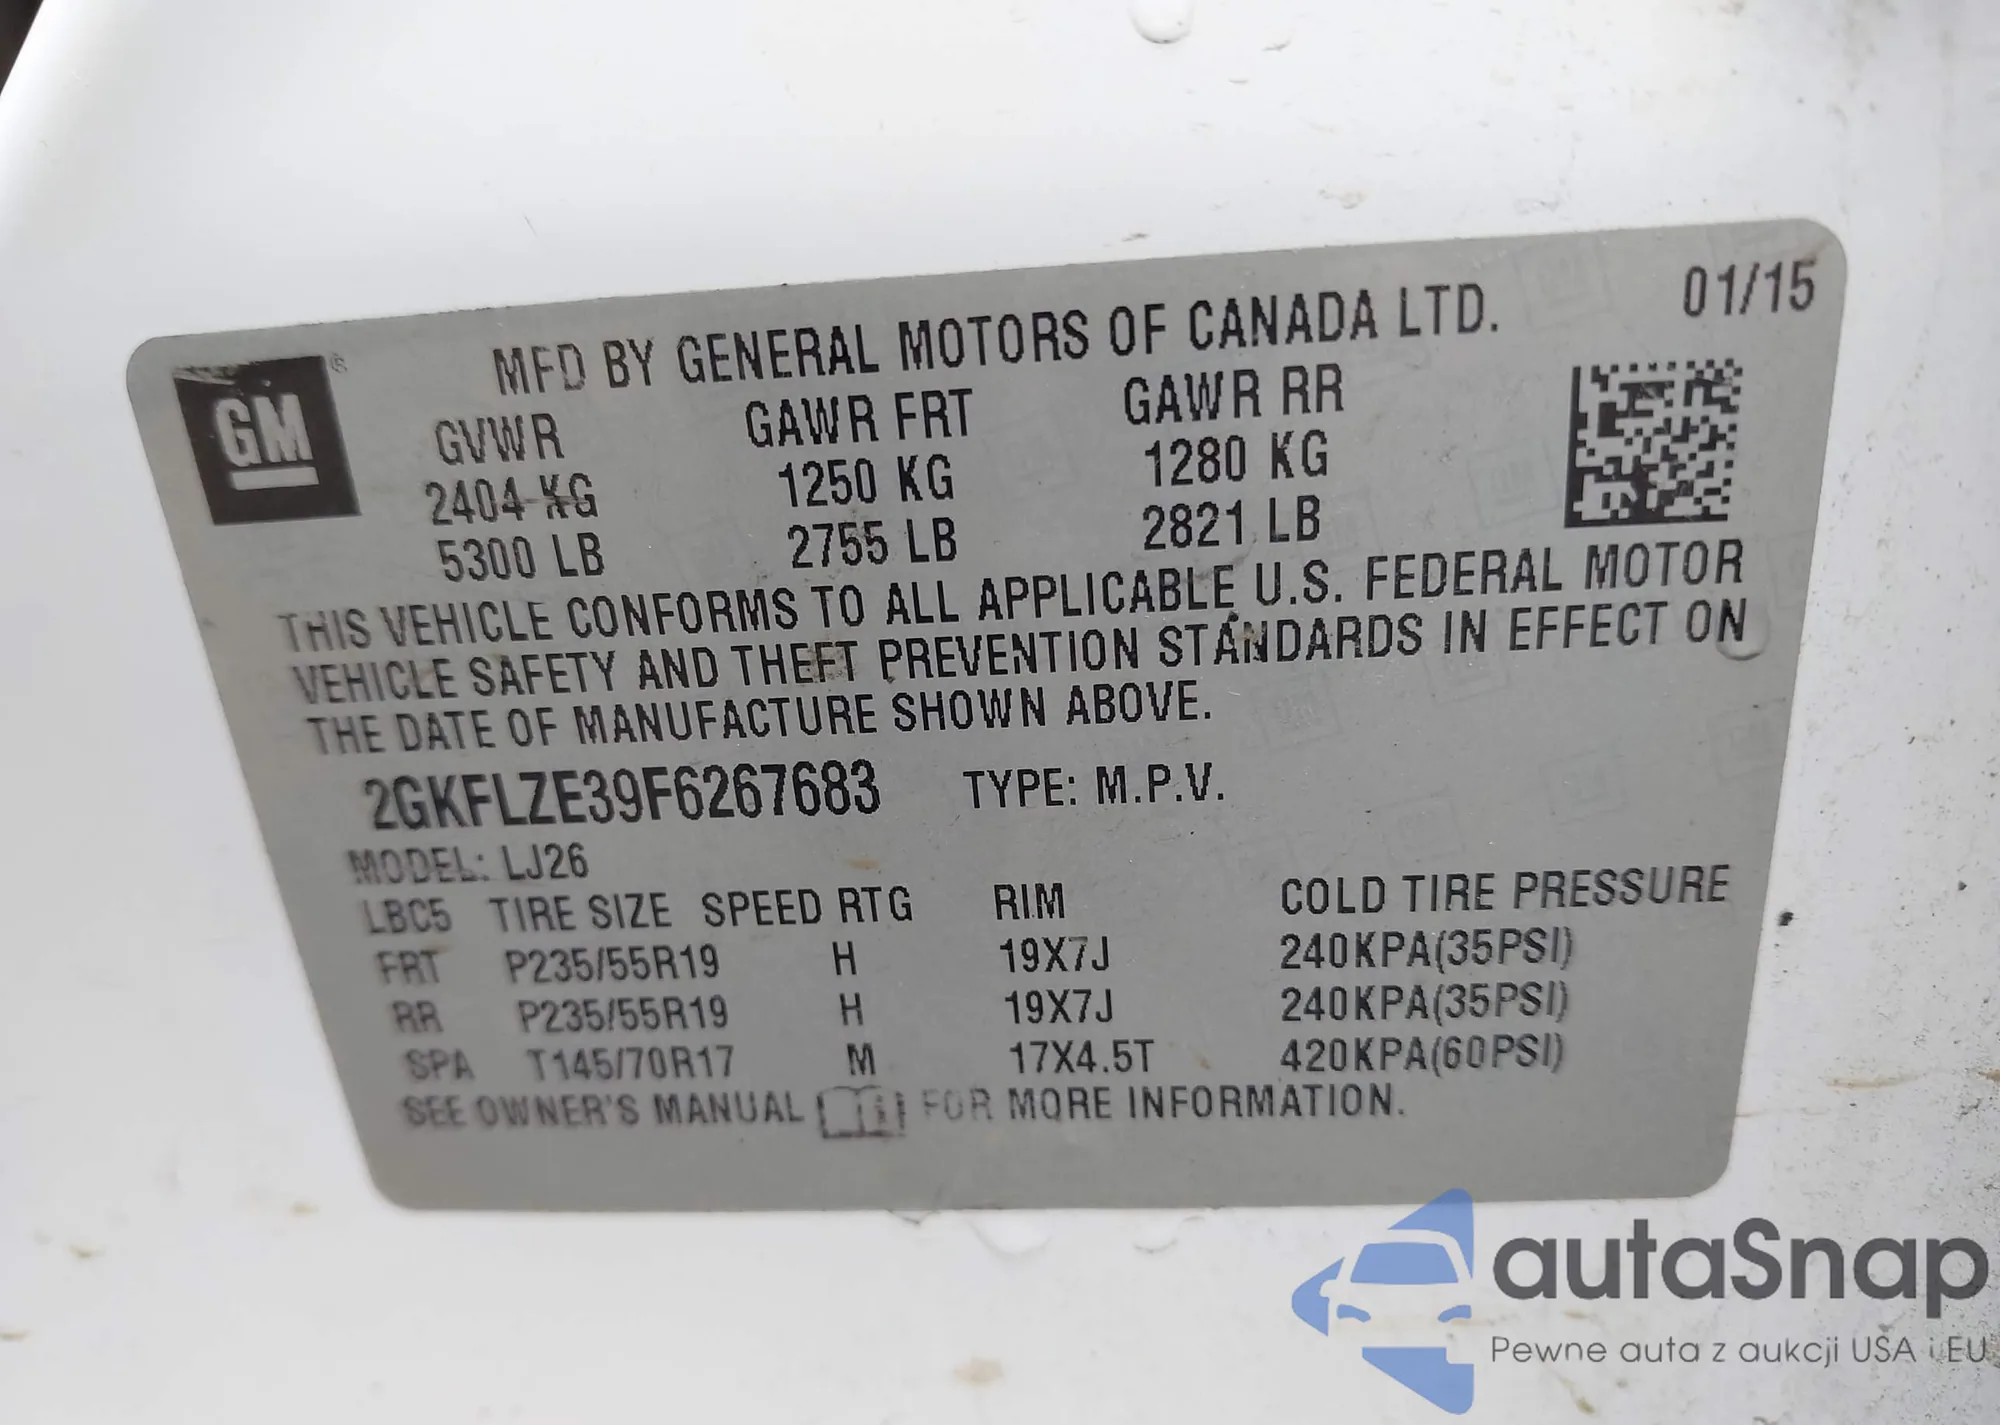 GM ®
MFD BY GENERAL MOTORS OF CANADA LTD. 01/15
GVWR GAWR FRT GAWR RR
2404 KG 1250 KG 1280 KG
5300 LB 2755 LB 2821 LB
THIS VEHICLE CONFORMS TO ALL APPLICABLE U.S. FEDERAL MOTOR
VEHICLE SAFETY AND THEFT PREVENTION STANDARDS IN EFFECT ON
THE DATE OF MANUFACTURE SHOWN ABOVE.
2GKFLZE39F6267683 TYPE: M.P.V.
MODEL: LJ26
LBC5 TIRE SIZE SPEED RTG RIM COLD TIRE PRESSURE
FRT P235/55R19 H 19X7J 240KPA(35PSI)
RR P235/55R19 H 19X7J 240KPA(35PSI)
SPA T145/70R17 M 17X4.5T 420KPA(60PSI)
SEE OWNER'S MANUAL FOR MORE INFORMATION.
autaSnap
Pewne auta z aukcji USA i EU